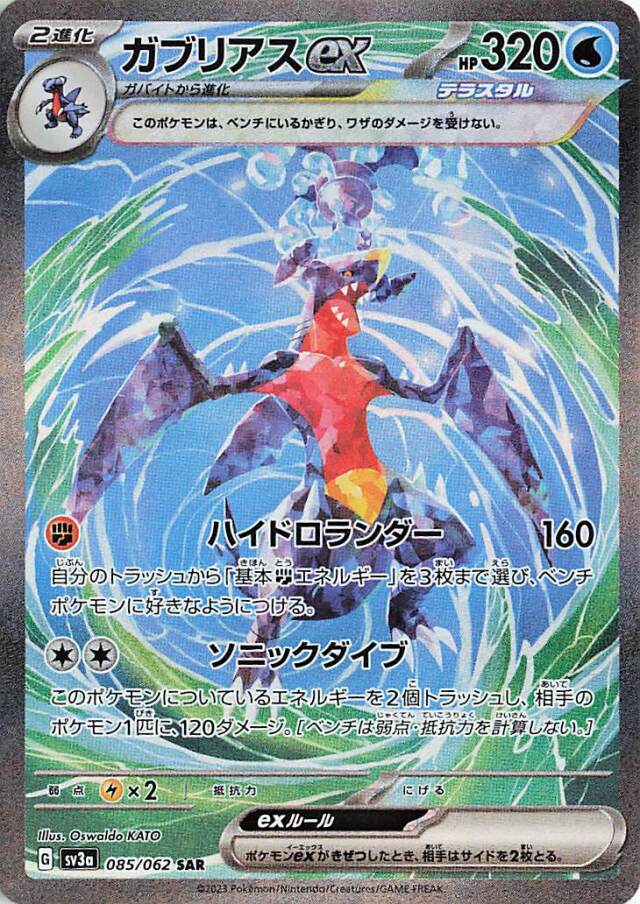 2進化
ガブリアスex
HP320
ガバイトから進化
テラスタル
このポケモンは、ベンチにいるかぎり、ワザのダメージを受けない。
ハイドロランダー 160
自分のトラッシュから「基本エネルギー」を3枚まで選び、ベンチ
ポケモンに好きなようにつける。
ソニックダイブ
このポケモンについているエネルギーを2個トラッシュし、相手の
ポケモン1匹に、120ダメージ。[ベンチは弱点・抵抗力を計算しない。]
弱点 ×2 抵抗力 にげる
Illus. Oswaldo KATO
exルール
ポケモンexがきぜつしたとき、相手はサイドを2枚とる。
G sv3a 085/062 SAR
©2023 Pokémon/Nintendo/Creatures/GAME FREAK